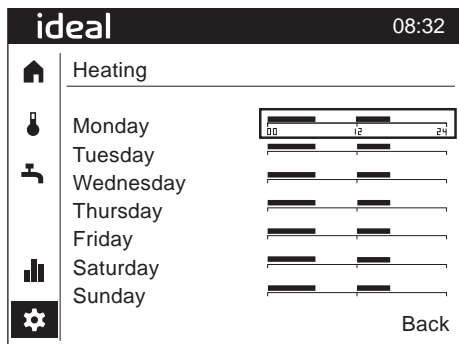 ideal 08:32
Heating
Monday
00 12 24
Tuesday
Wednesday
Thursday
Friday
Saturday
Sunday
Back